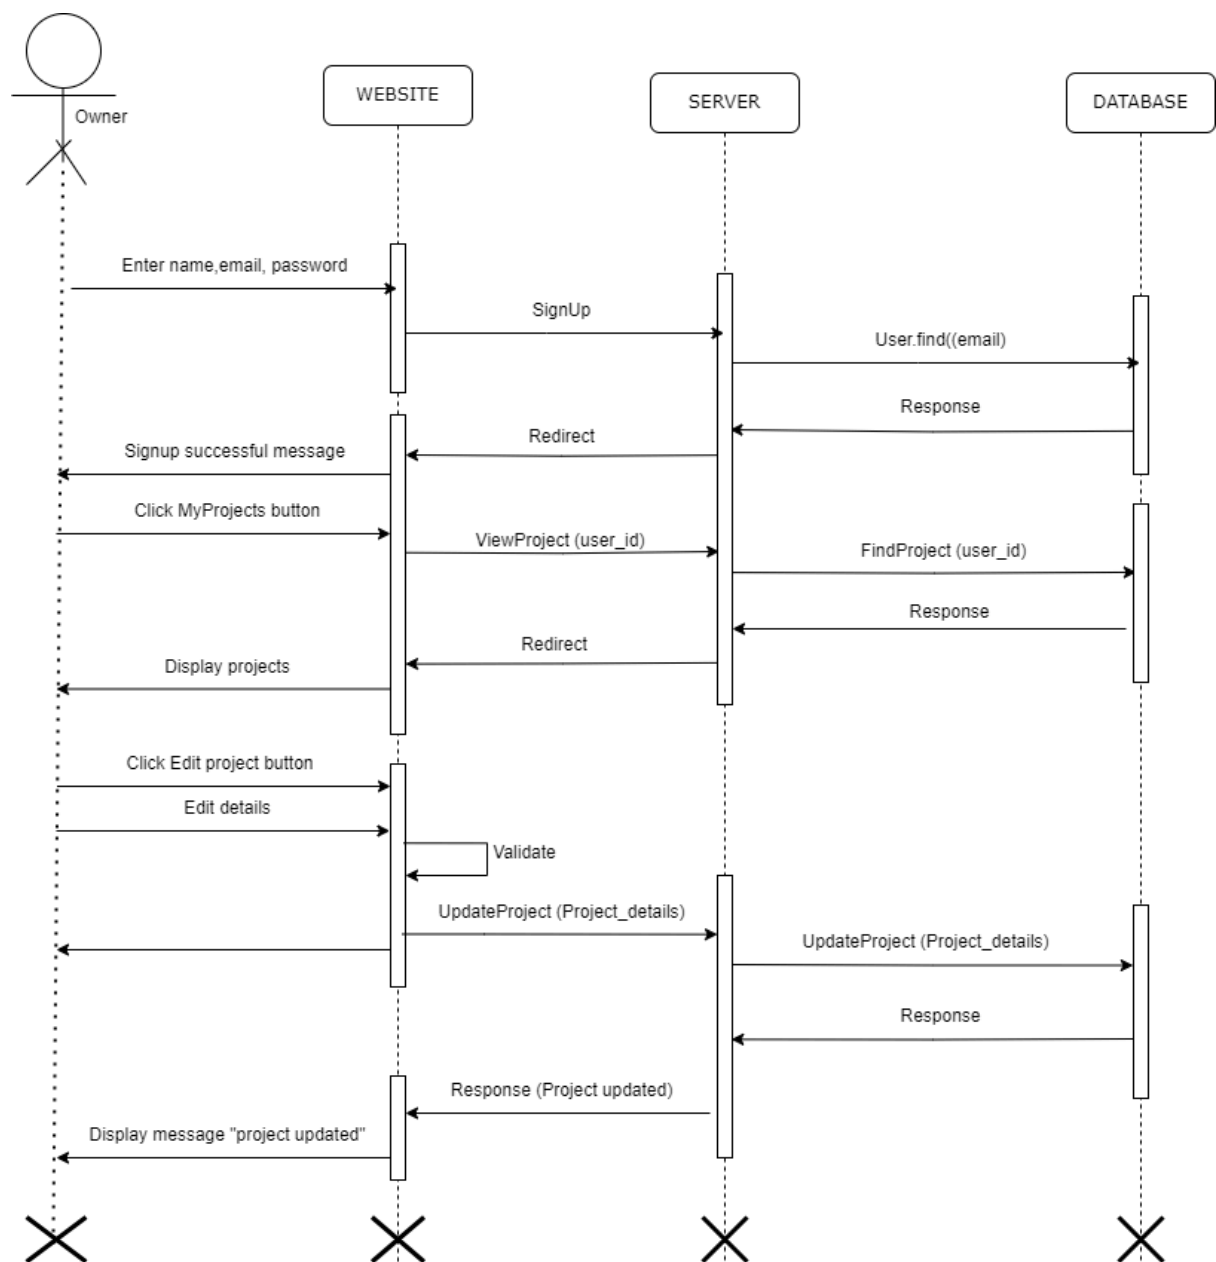 Owner
WEBSITE
SERVER
DATABASE
Enter name,email, password
SignUp
User.find((email)
Response
Redirect
Signup successful message
Click MyProjects button
ViewProject (user_id)
FindProject (user_id)
Response
Redirect
Display projects
Click Edit project button
Edit details
Validate
UpdateProject (Project_details)
UpdateProject (Project_details)
Response
Response (Project updated)
Display message "project updated"